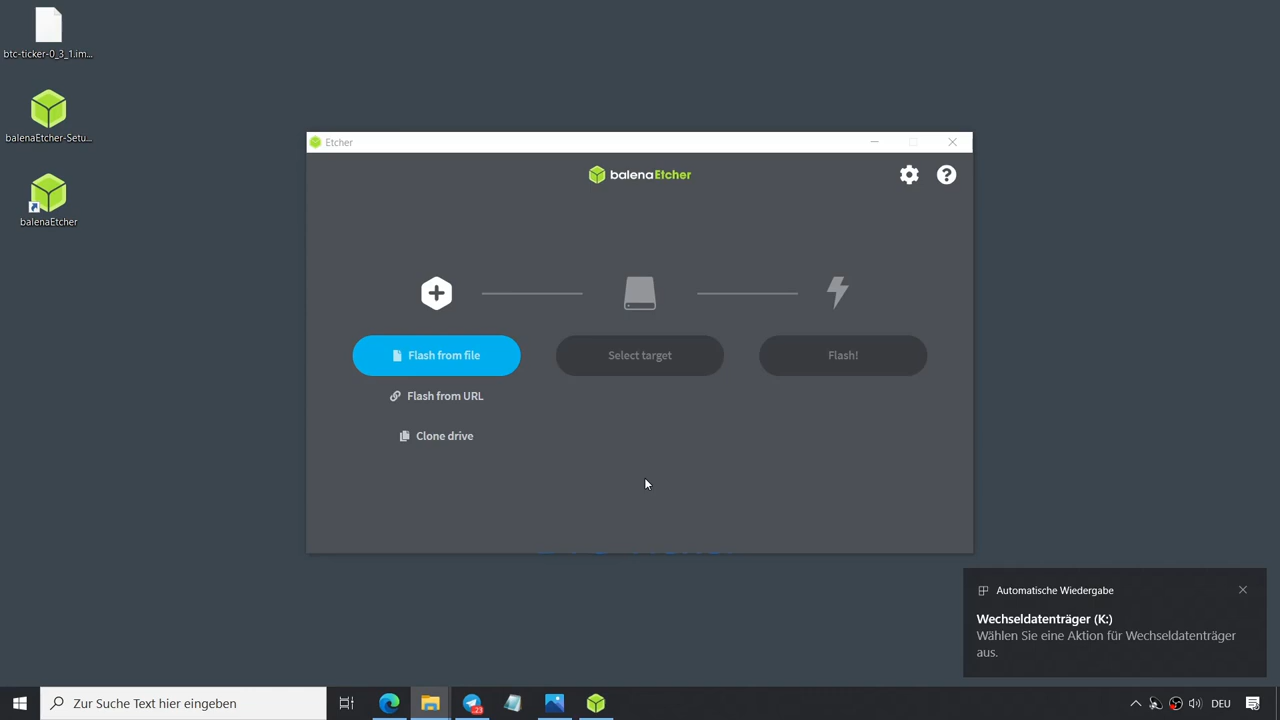 btc-ticker-0_3_1.im...
balenaEtcher-Setu...
balenaEtcher
Etcher
balenaEtcher
Flash from file
Select target
Flash!
Flash from URL
Clone drive
Automatische Wiedergabe
Wechseldatenträger (K:)
Wählen Sie eine Aktion für Wechseldatenträger
aus.
Zur Suche Text hier eingeben
23
DEU